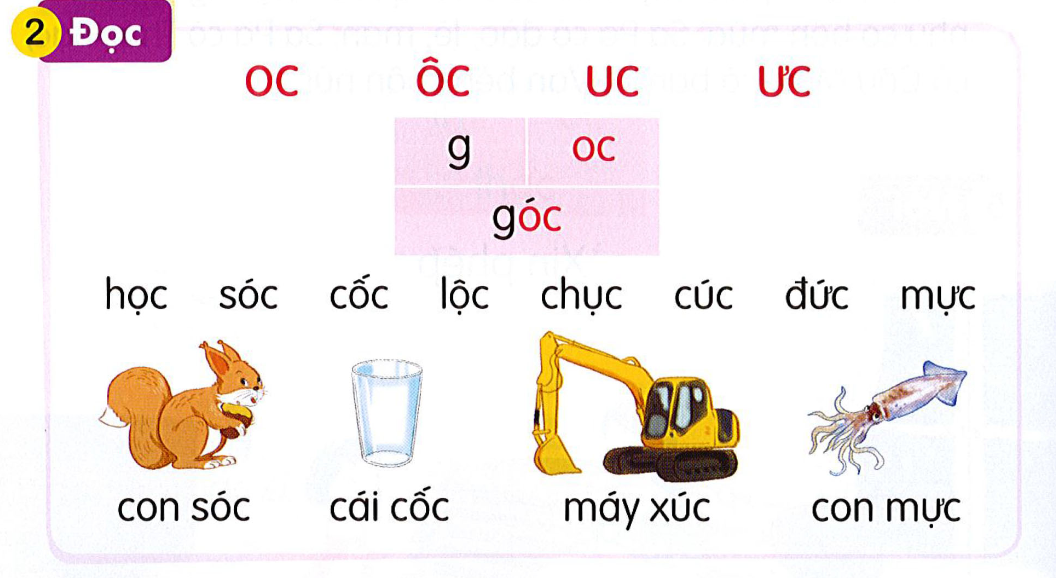 2 Đọc
oc ôc uc ưc
g oc
góc
học sóc cốc lộc chục cúc đức mực
con sóc cái cốc máy xúc con mực